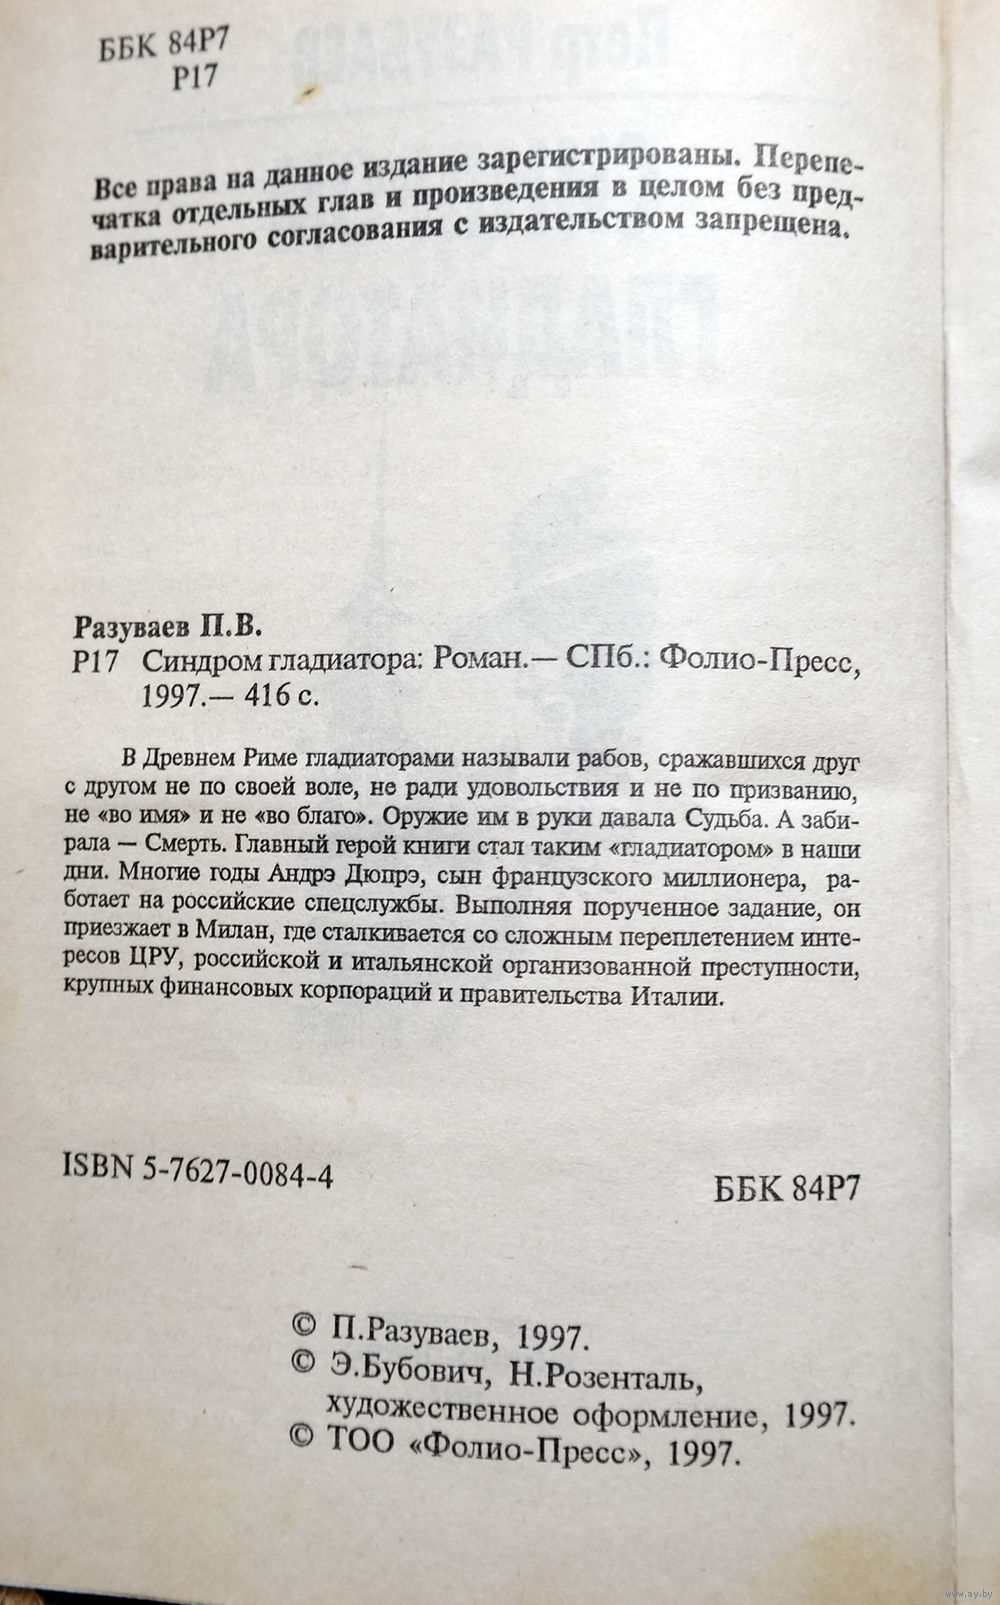 ББК 84Р7
Р17
Все права на данное издание зарегистрированы. Перепе-
чатка отдельных глав и произведения в целом без пред-
варительного согласования с издательством запрещена.
Разуваев П.В.
Р17 Синдром гладиатора: Роман.— СПб.: Фолио-Пресс,
1997.— 416 с.
В Древнем Риме гладиаторами называли рабов, сражавшихся друг
с другом не по своей воле, не ради удовольствия и не по призванию,
не «во имя» и не «во благо». Оружие им в руки давала Судьба. А заби-
рала — Смерть. Главный герой книги стал таким «гладиатором» в наши
дни. Многие годы Андрэ Дюпрэ, сын французского миллионера, ра-
ботает на российские спецслужбы. Выполняя порученное задание, он
приезжает в Милан, где сталкивается со сложным переплетением инте-
ресов ЦРУ, российской и итальянской организованной преступности,
крупных финансовых корпораций и правительства Италии.
ISBN 5-7627-0084-4
ББК 84Р7
© П.Разуваев, 1997.
© Э.Бубович, Н.Розенталь,
художественное оформление, 1997.
© ТОО «Фолио-Пресс», 1997.
www.ay.by